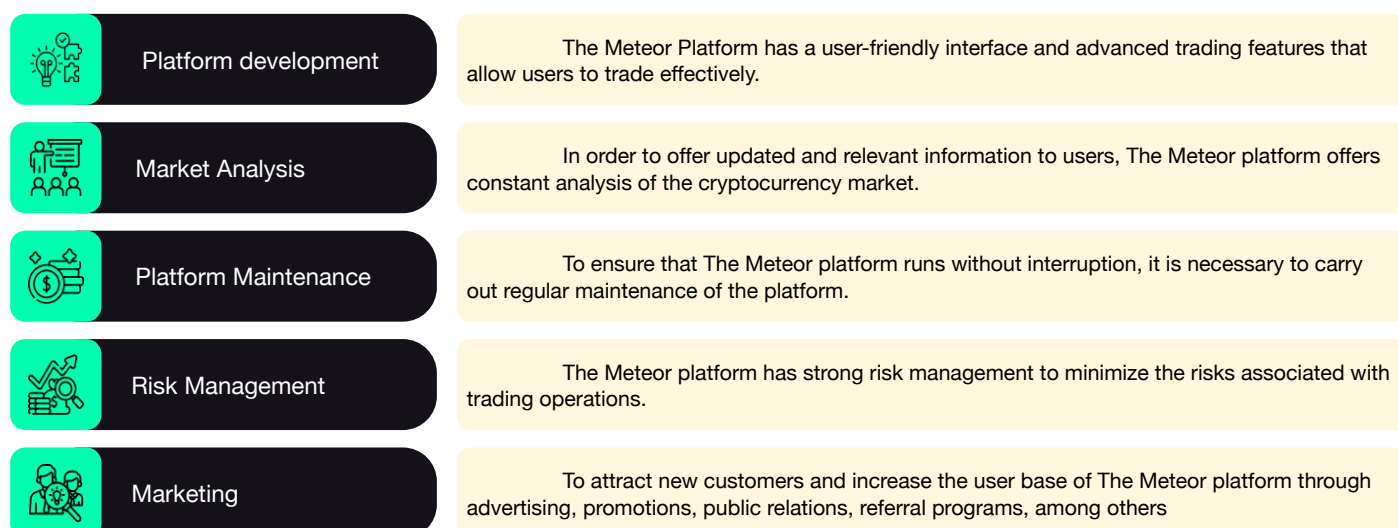 Platform development
The Meteor Platform has a user-friendly interface and advanced trading features that
allow users to trade effectively.
Market Analysis
In order to offer updated and relevant information to users, The Meteor platform offers
constant analysis of the cryptocurrency market.
Platform Maintenance
To ensure that The Meteor platform runs without interruption, it is necessary to carry
out regular maintenance of the platform.
Risk Management
The Meteor platform has strong risk management to minimize the risks associated with
trading operations.
Marketing
To attract new customers and increase the user base of The Meteor platform through
advertising, promotions, public relations, referral programs, among others